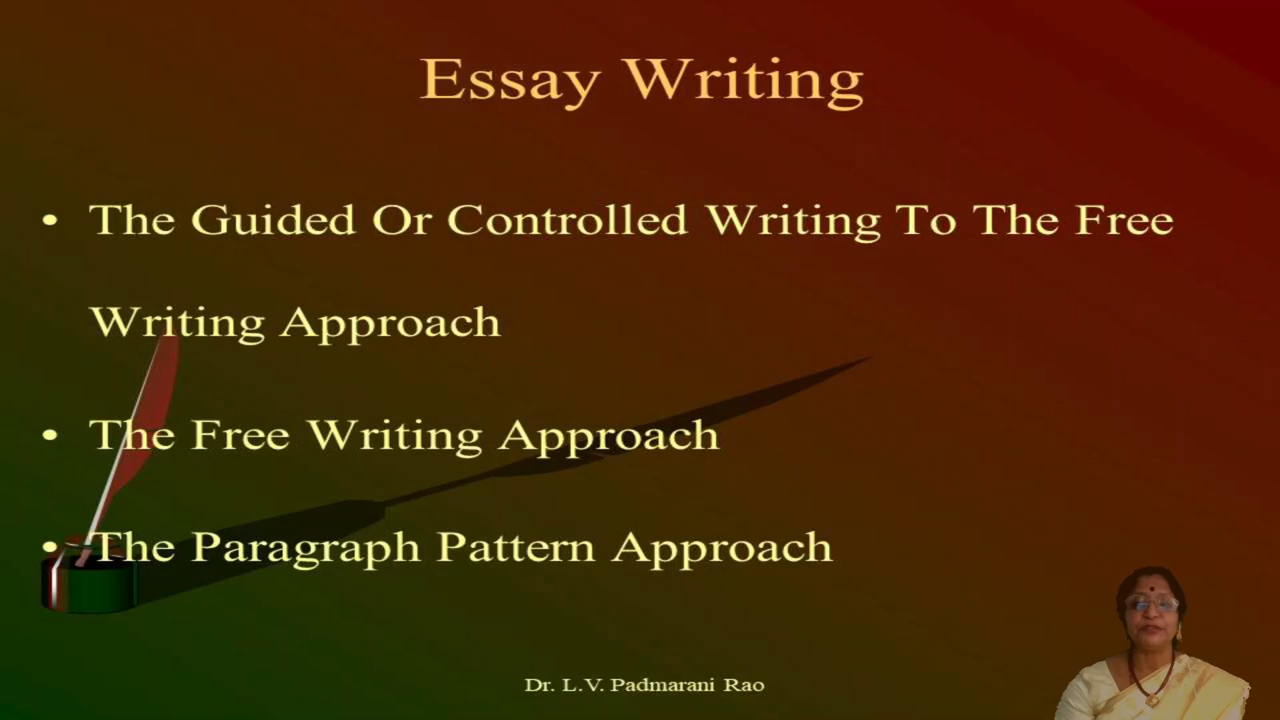 Essay Writing
• The Guided Or Controlled Writing To The Free
Writing Approach
• The Free Writing Approach
• The Paragraph Pattern Approach
Dr. L.V. Padmarani Rao